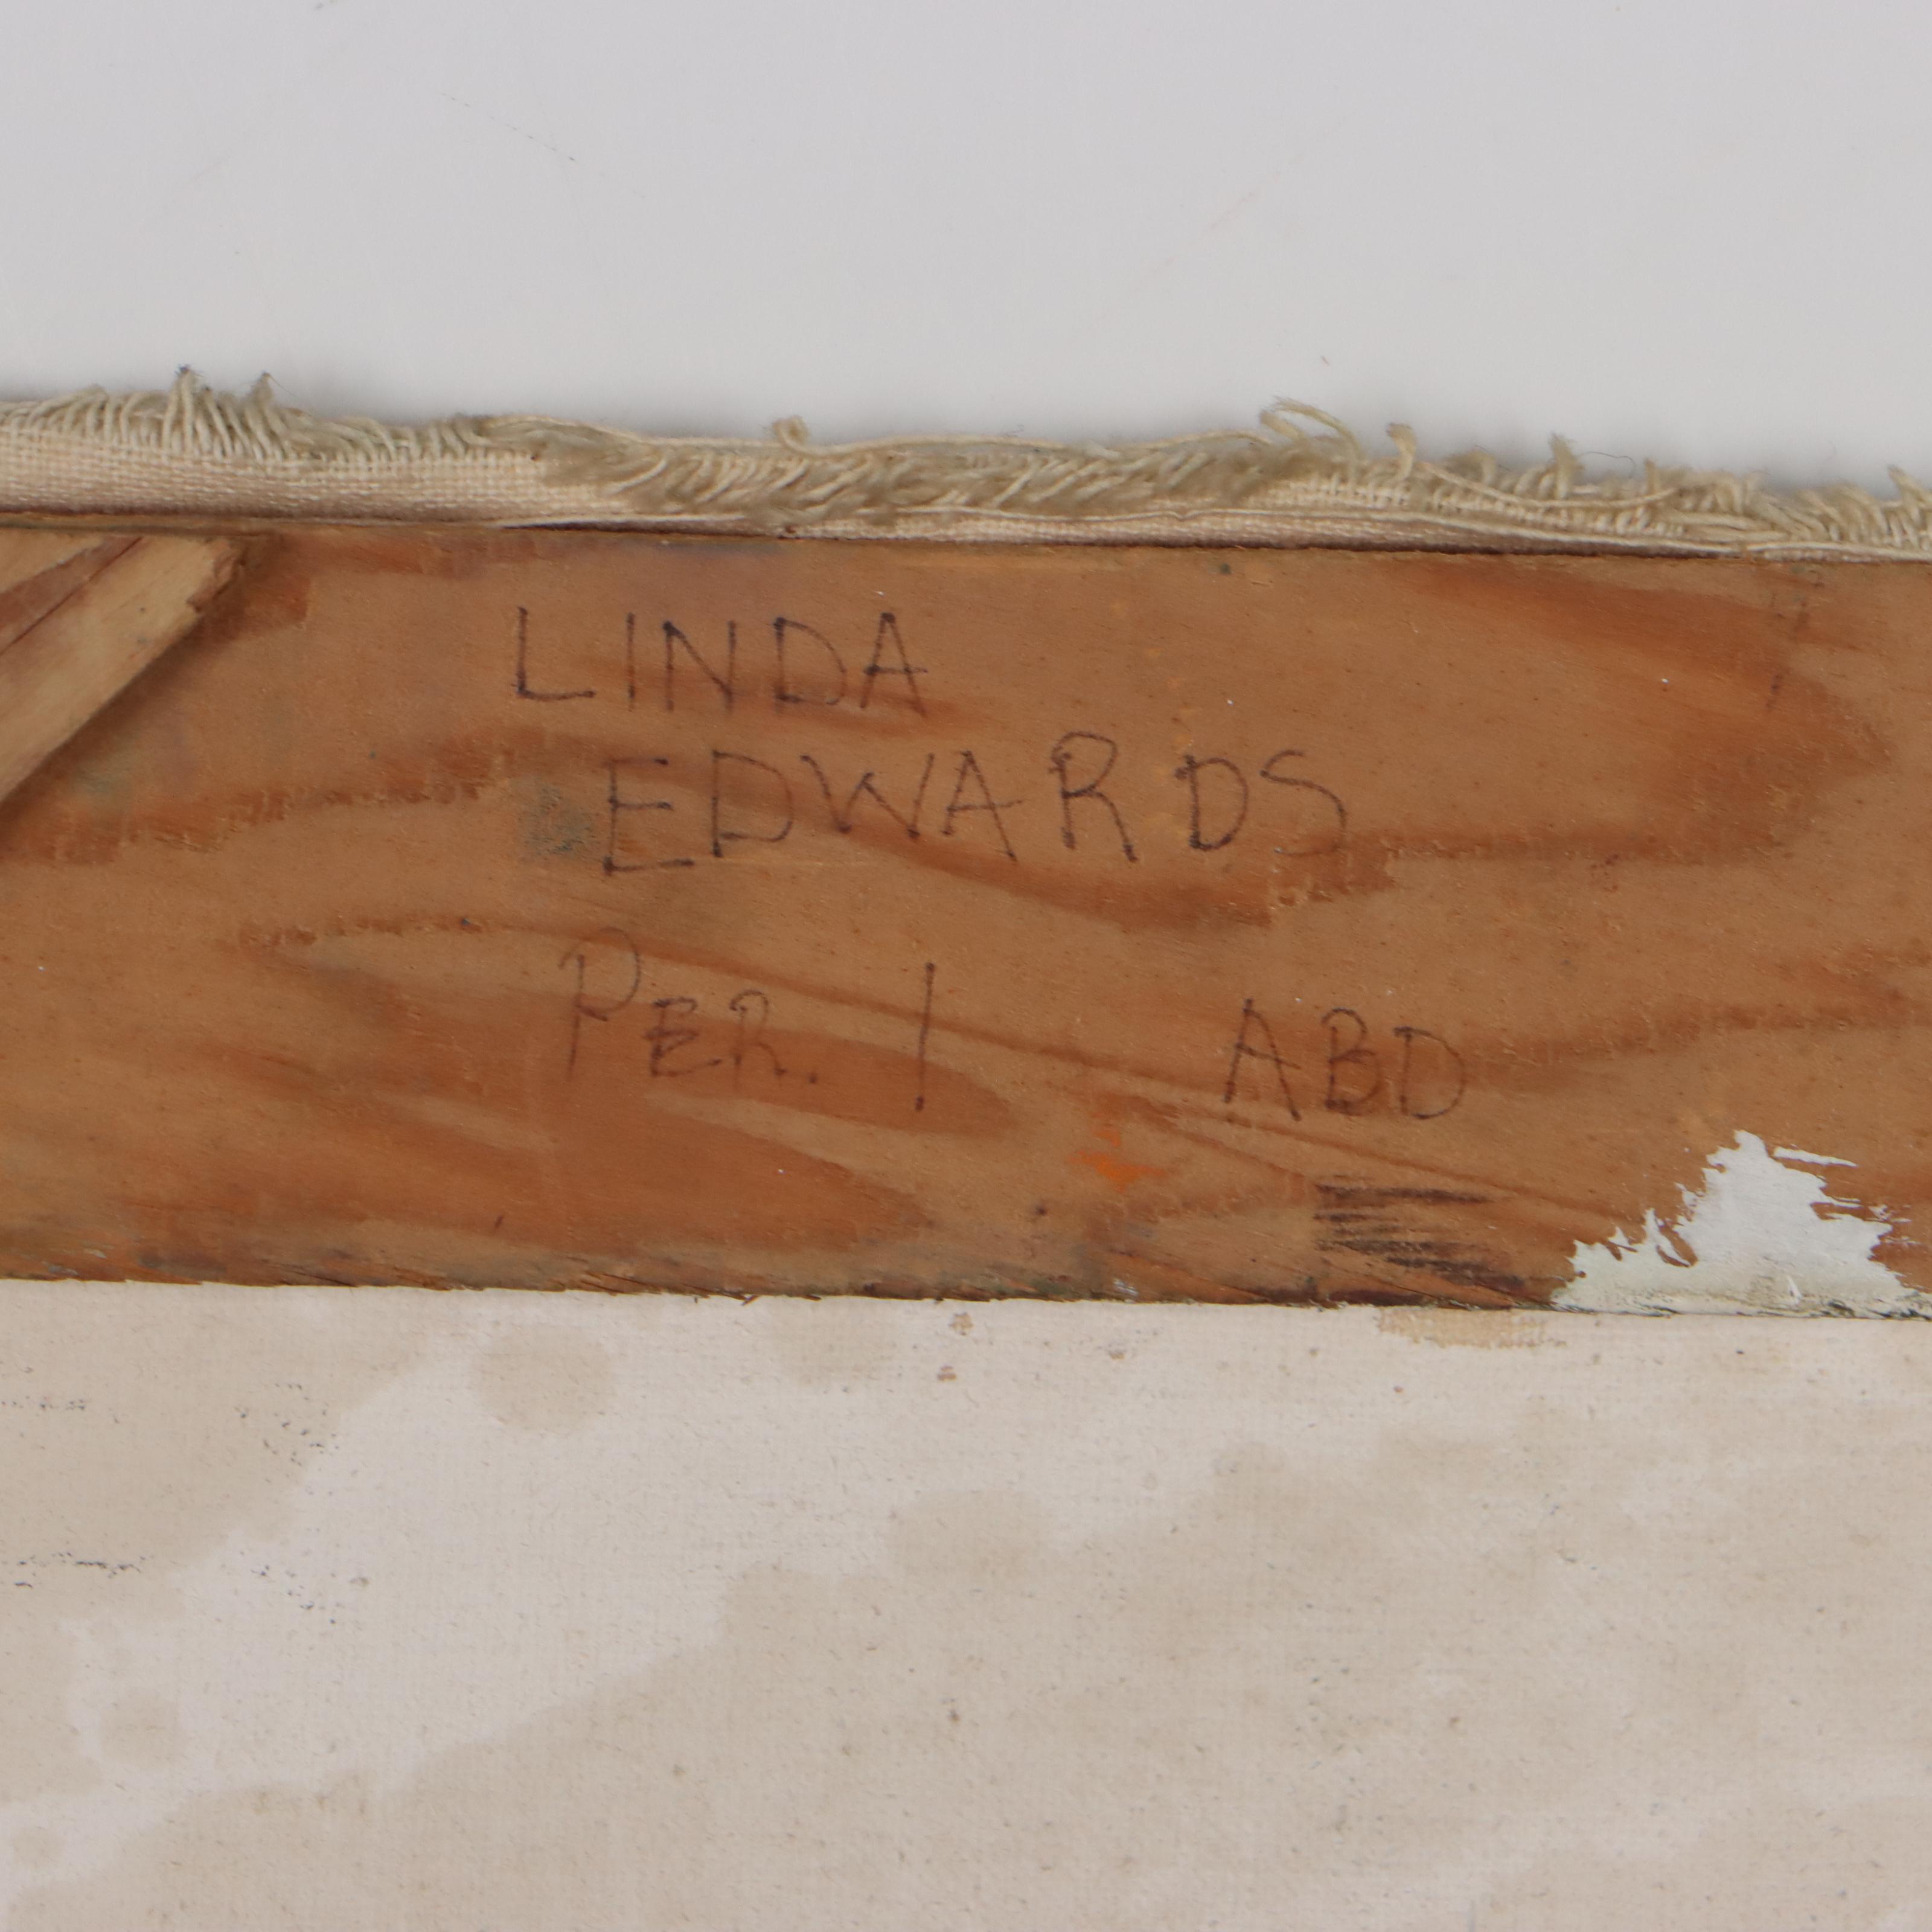 LINDA
EDWARDS
PER. 1 ABD